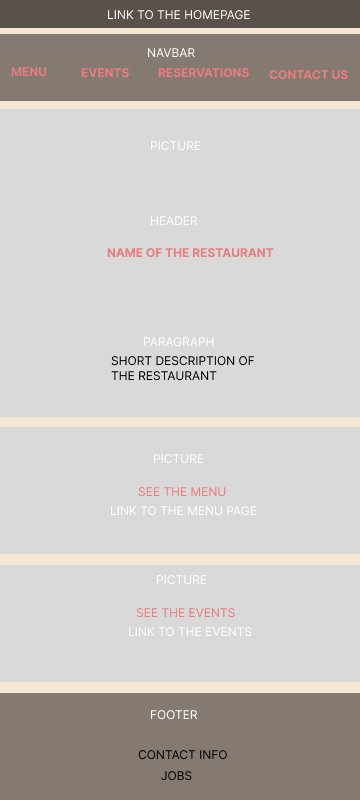 LINK TO THE HOMEPAGE
NAVBAR
MENU EVENTS RESERVATIONS CONTACT US
PICTURE
HEADER
NAME OF THE RESTAURANT
PARAGRAPH
SHORT DESCRIPTION OF
THE RESTAURANT
PICTURE
SEE THE MENU
LINK TO THE MENU PAGE
PICTURE
SEE THE EVENTS
LINK TO THE EVENTS
FOOTER
CONTACT INFO
JOBS